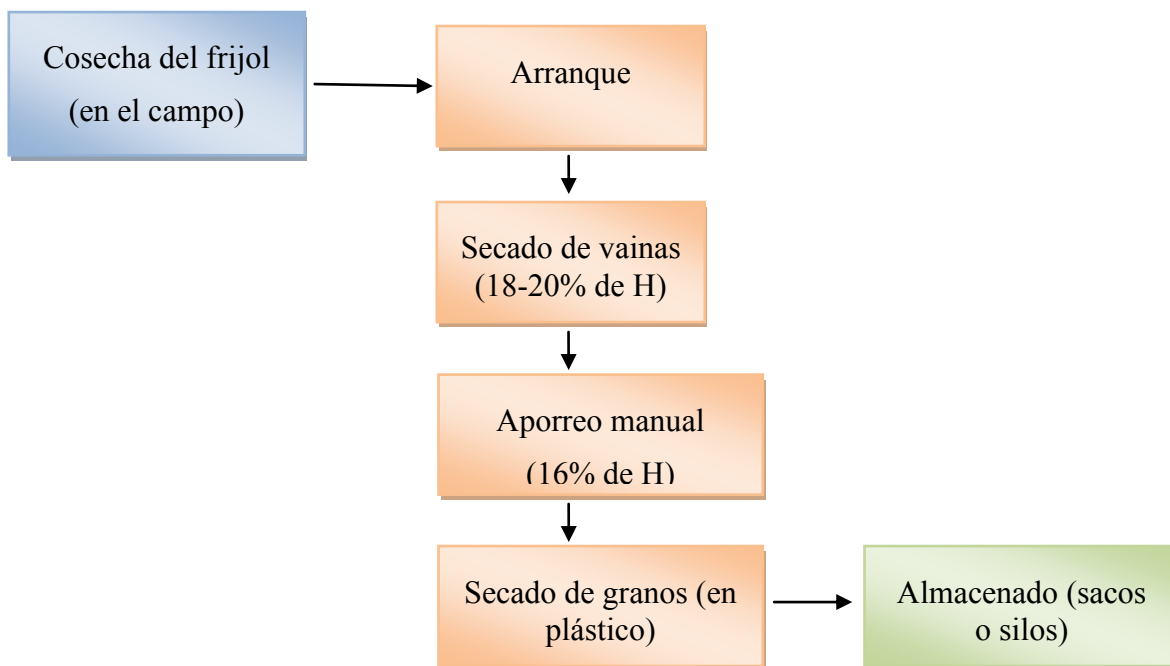 Cosecha del frijol
(en el campo)
Arranque
Secado de vainas
(18-20% de H)
Aporreo manual
(16% de H)
Secado de granos (en
plástico)
Almacenado (sacos
o silos)